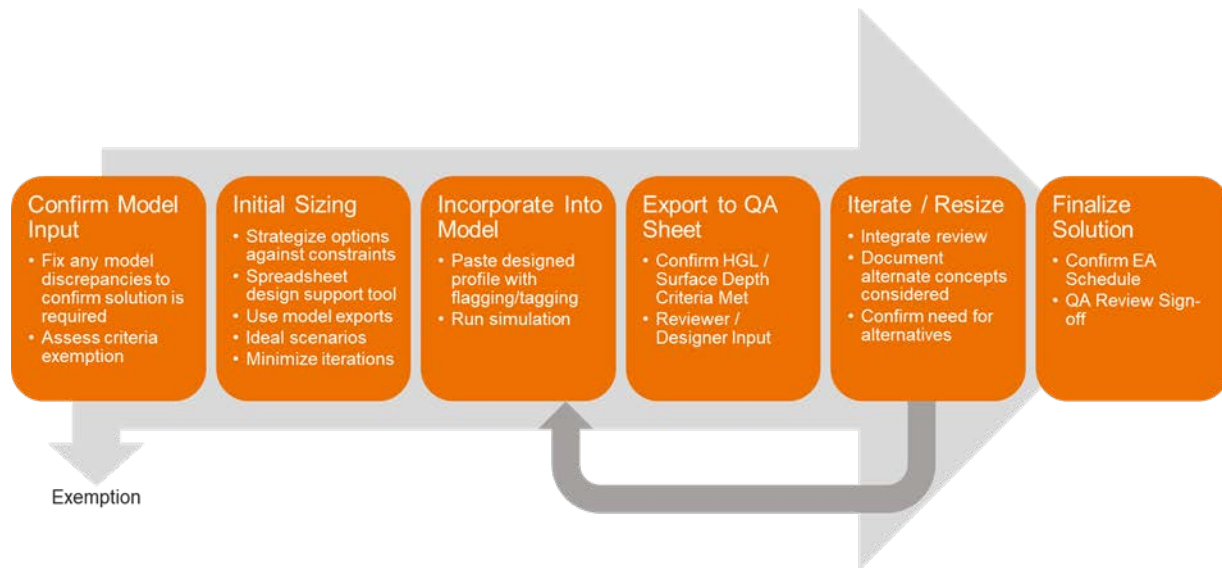 Confirm Model
Input
• Fix any model
discrepancies to
confirm solution is
required
• Assess criteria
exemption
Initial Sizing
• Strategize options
against constraints
• Spreadsheet
design support tool
• Use model exports
• Ideal scenarios
• Minimize iterations
Incorporate Into
Model
• Paste designed
profile with
flagging/tagging
• Run simulation
Export to QA
Sheet
• Confirm HGL /
Surface Depth
Criteria Met
• Reviewer /
Designer Input
Iterate / Resize
• Integrate review
• Document
alternate concepts
considered
• Confirm need for
alternatives
Finalize
Solution
• Confirm EA
Schedule
• QA Review Sign-
off
Exemption